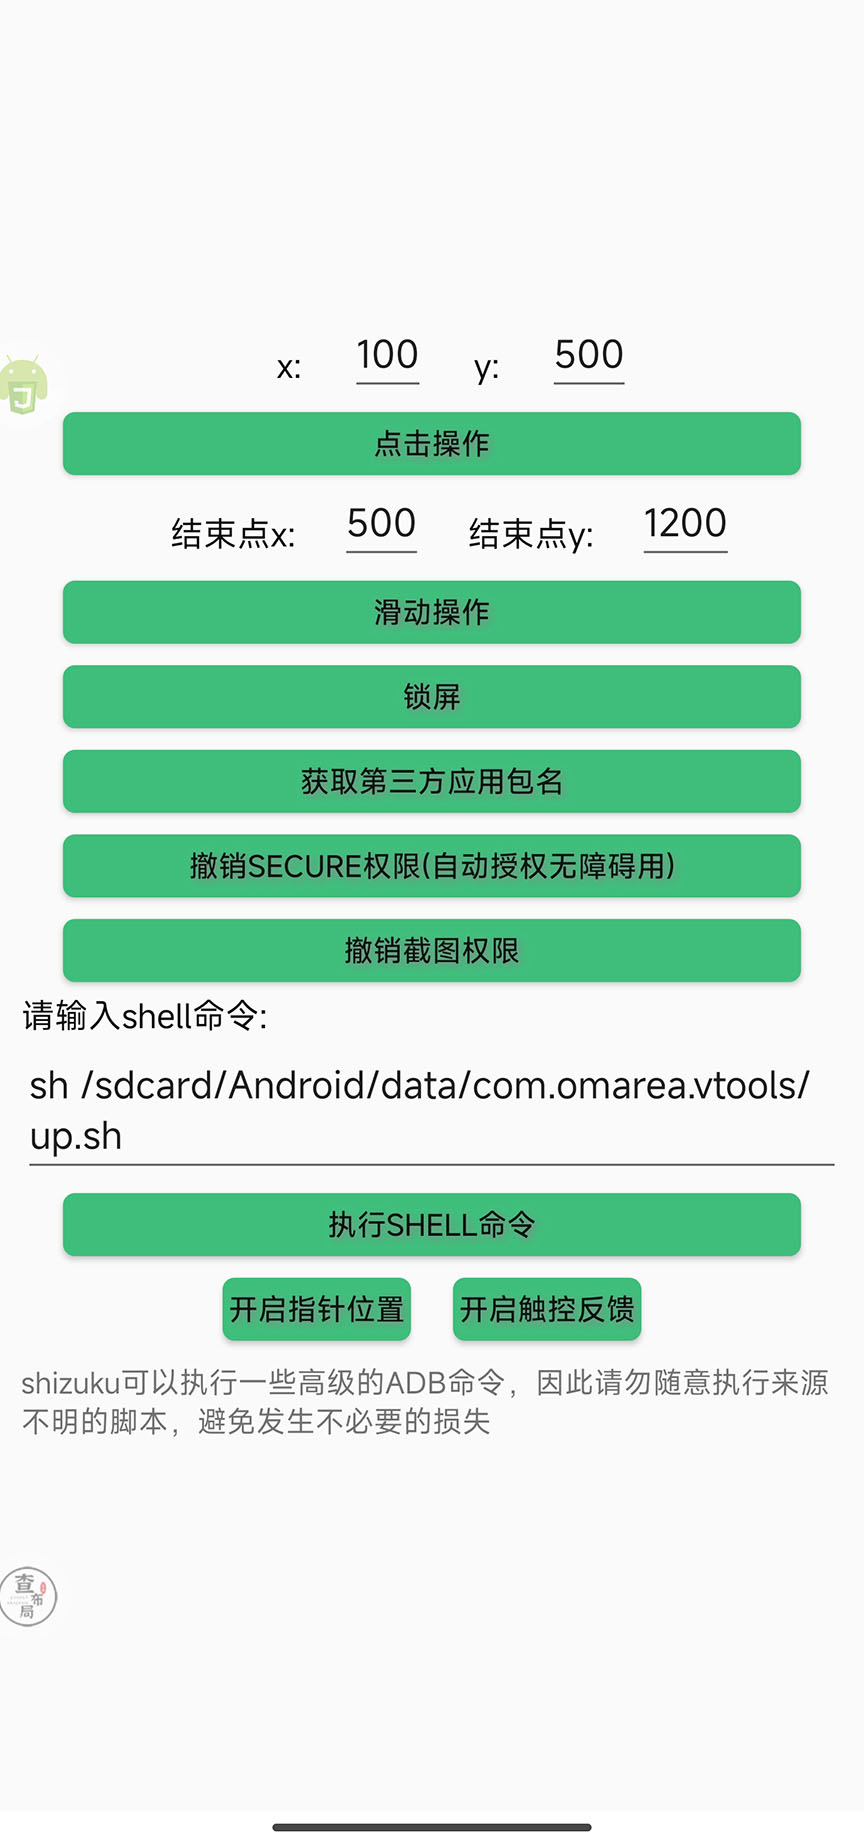 x: 100 y: 500
点击操作
结束点x: 500 结束点y: 1200
滑动操作
锁屏
获取第三方应用包名
撤销SECURE权限(自动授权无障碍用)
撤销截图权限
请输入shell命令:
sh /sdcard/Android/data/com.omarea.vtools/
up.sh
执行SHELL命令
开启指针位置 开启触控反馈
shizuku可以执行一些高级的ADB命令，因此请勿随意执行来源
不明的脚本，避免发生不必要的损失
查
布
局